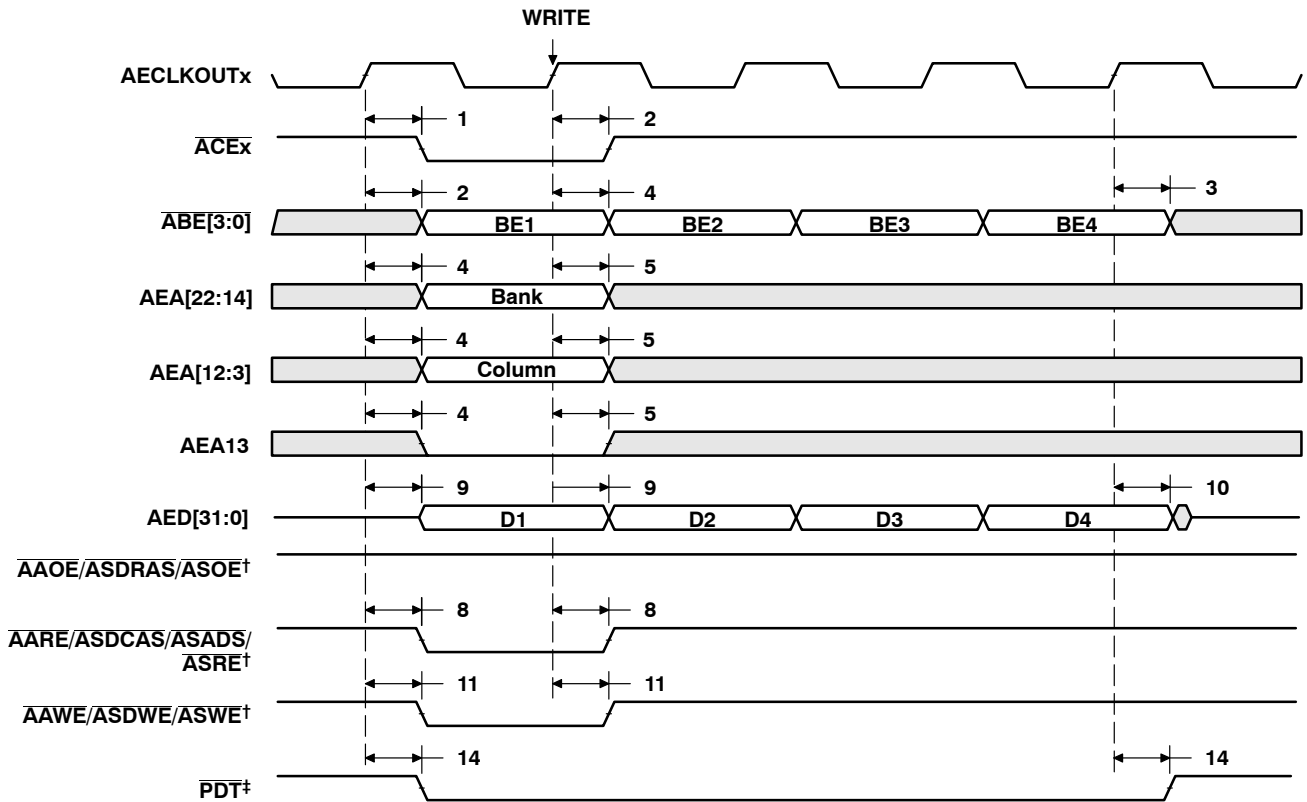 WRITE
AECLKOUTx
1 2
ACEx
2 4 3
ABE[3:0] BE1 BE2 BE3 BE4
4 5
AEA[22:14] Bank
4 5
AEA[12:3] Column
4 5
AEA13
9 9 10
AED[31:0] D1 D2 D3 D4
AAOE/ASDRAS/ASOE†
8 8
AARE/ASDCAS/ASADS/
ASRE†
11 11
AAWE/ASDWE/ASWE†
14 14
PDT‡